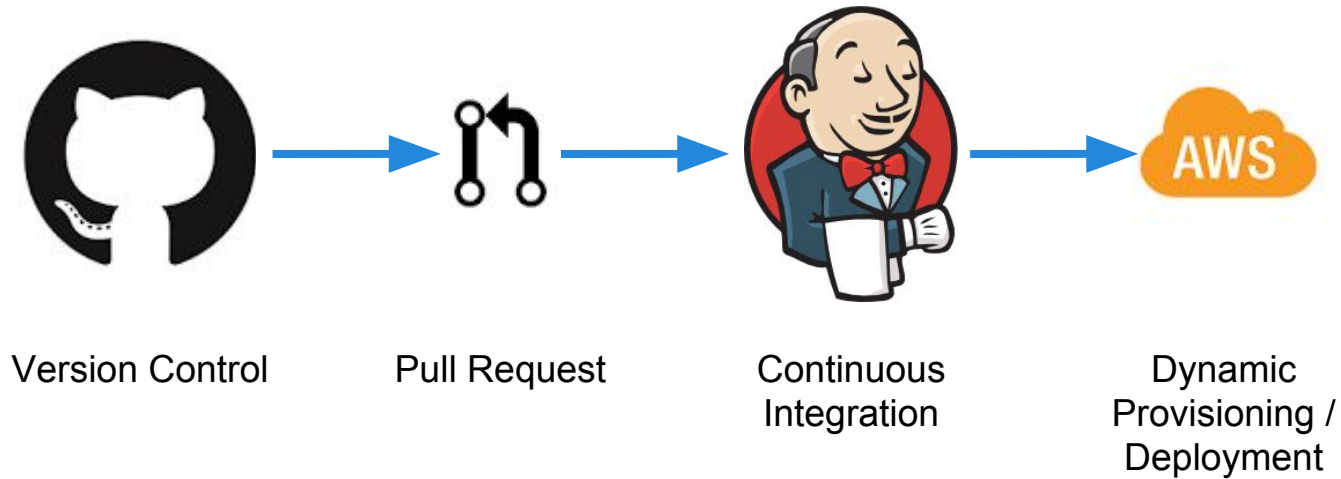 AWS
Version Control
Pull Request
Continuous
Integration
Dynamic
Provisioning /
Deployment